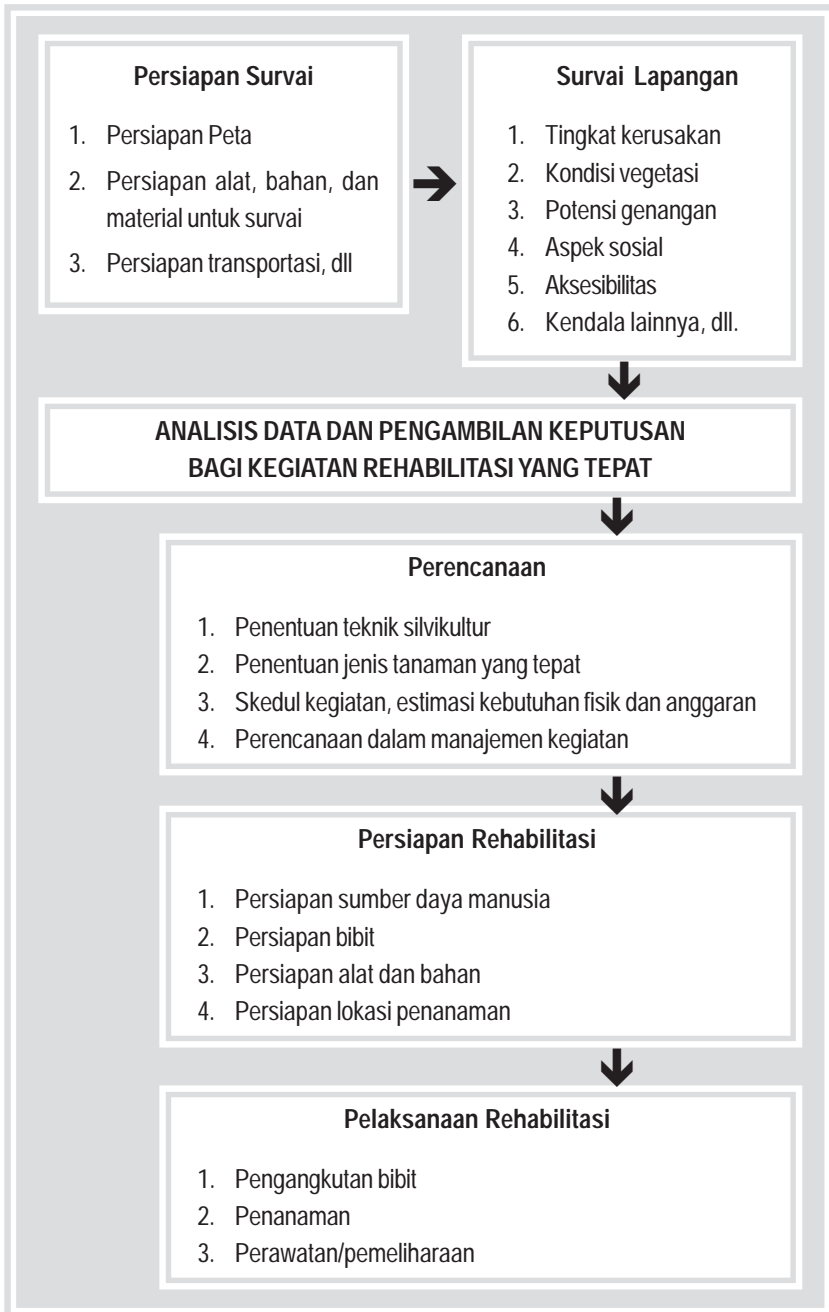 Persiapan Survai
1. Persiapan Peta
2. Persiapan alat, bahan, dan
material untuk survai
3. Persiapan transportasi, dll
Survai Lapangan
1. Tingkat kerusakan
2. Kondisi vegetasi
3. Potensi genangan
4. Aspek sosial
5. Aksesibilitas
6. Kendala lainnya, dll.
ANALISIS DATA DAN PENGAMBILAN KEPUTUSAN
BAGI KEGIATAN REHABILITASI YANG TEPAT
Perencanaan
1. Penentuan teknik silvikultur
2. Penentuan jenis tanaman yang tepat
3. Skedul kegiatan, estimasi kebutuhan fisik dan anggaran
4. Perencanaan dalam manajemen kegiatan
Persiapan Rehabilitasi
1. Persiapan sumber daya manusia
2. Persiapan bibit
3. Persiapan alat dan bahan
4. Persiapan lokasi penanaman
Pelaksanaan Rehabilitasi
1. Pengangkutan bibit
2. Penanaman
3. Perawatan/pemeliharaan